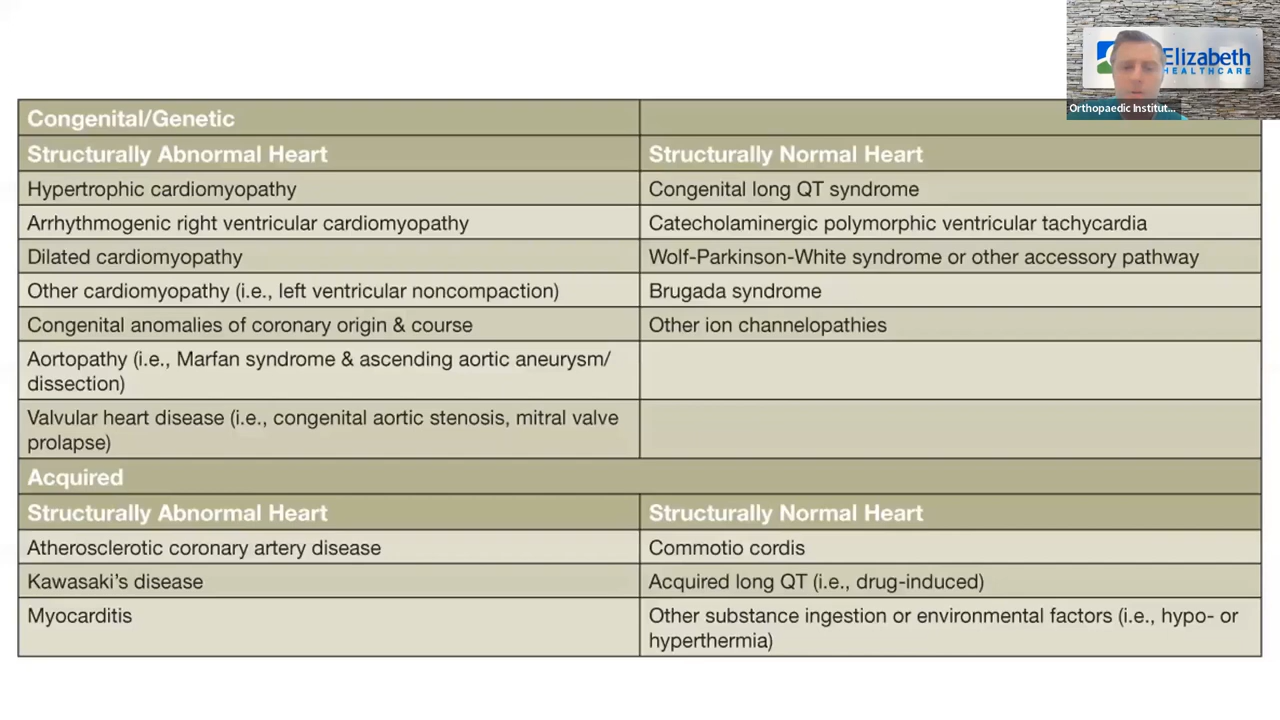 Elizabeth
HEALTHCARE
Orthopaedic Institut...
Congenital/Genetic
Structurally Abnormal Heart
Structurally Normal Heart
Hypertrophic cardiomyopathy
Congenital long QT syndrome
Arrhythmogenic right ventricular cardiomyopathy
Catecholaminergic polymorphic ventricular tachycardia
Dilated cardiomyopathy
Wolf-Parkinson-White syndrome or other accessory pathway
Other cardiomyopathy (i.e., left ventricular noncompaction)
Brugada syndrome
Congenital anomalies of coronary origin & course
Other ion channelopathies
Aortopathy (i.e., Marfan syndrome & ascending aortic aneurysm/
dissection)
Valvular heart disease (i.e., congenital aortic stenosis, mitral valve
prolapse)
Acquired
Structurally Abnormal Heart
Structurally Normal Heart
Atherosclerotic coronary artery disease
Commotio cordis
Kawasaki's disease
Acquired long QT (i.e., drug-induced)
Myocarditis
Other substance ingestion or environmental factors (i.e., hypo- or
hyperthermia)